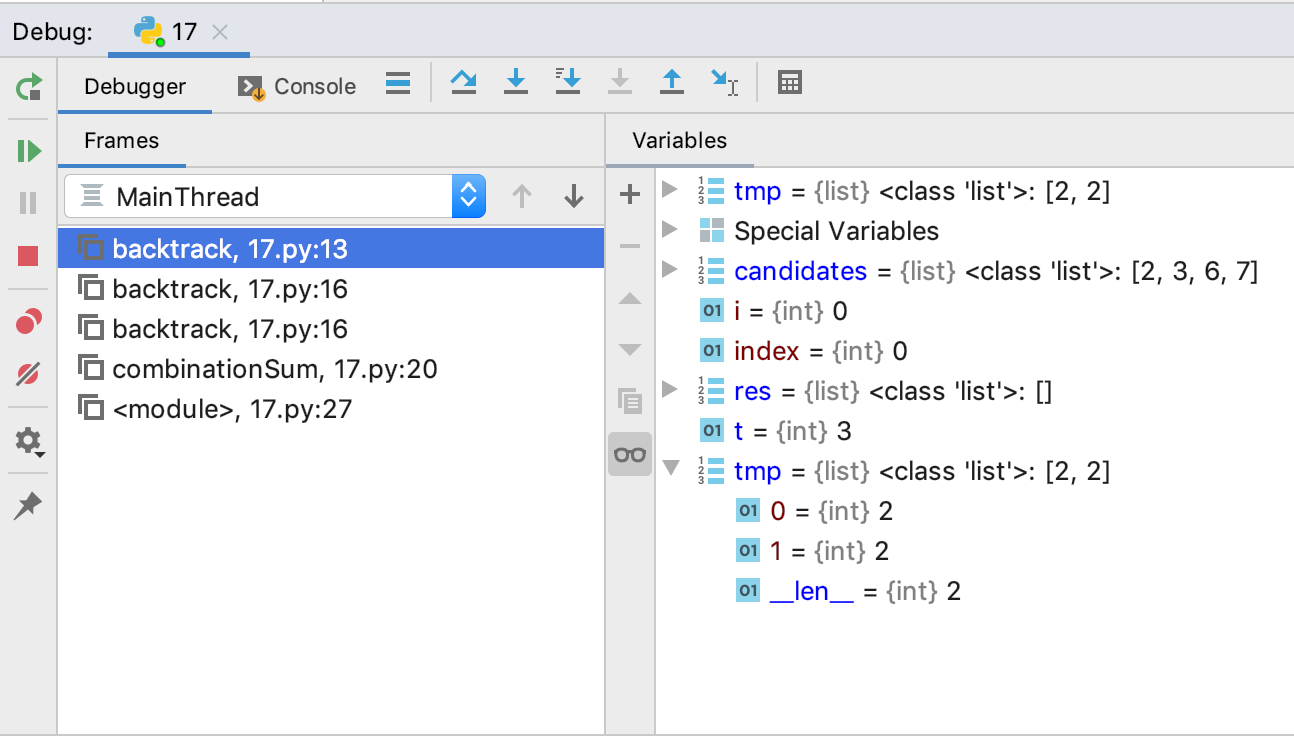 Debug: 17
Debugger Console
Frames
MainThread
backtrack, 17.py:13
backtrack, 17.py:16
backtrack, 17.py:16
combinationSum, 17.py:20
<module>, 17.py:27
Variables
tmp = {list} <class 'list'>: [2, 2]
Special Variables
candidates = {list} <class 'list'>: [2, 3, 6, 7]
01 i = {int} 0
01 index = {int} 0
res = {list} <class 'list'>: []
01 t = {int} 3
tmp = {list} <class 'list'>: [2, 2]
01 0 = {int} 2
01 1 = {int} 2
01 __len__ = {int} 2